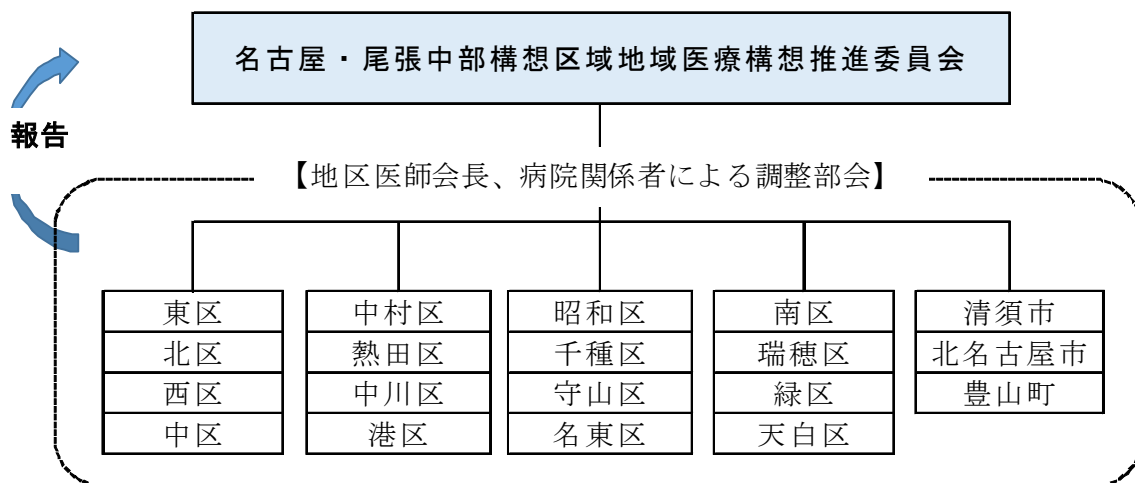 名古屋・尾張中部構想区域地域医療構想推進委員会
報告
【地区医師会長、病院関係者による調整部会】
東区
北区
西区
中区
中村区
熱田区
中川区
港区
昭和区
千種区
守山区
名東区
南区
瑞穂区
緑区
天白区
清須市
北名古屋市
豊山町